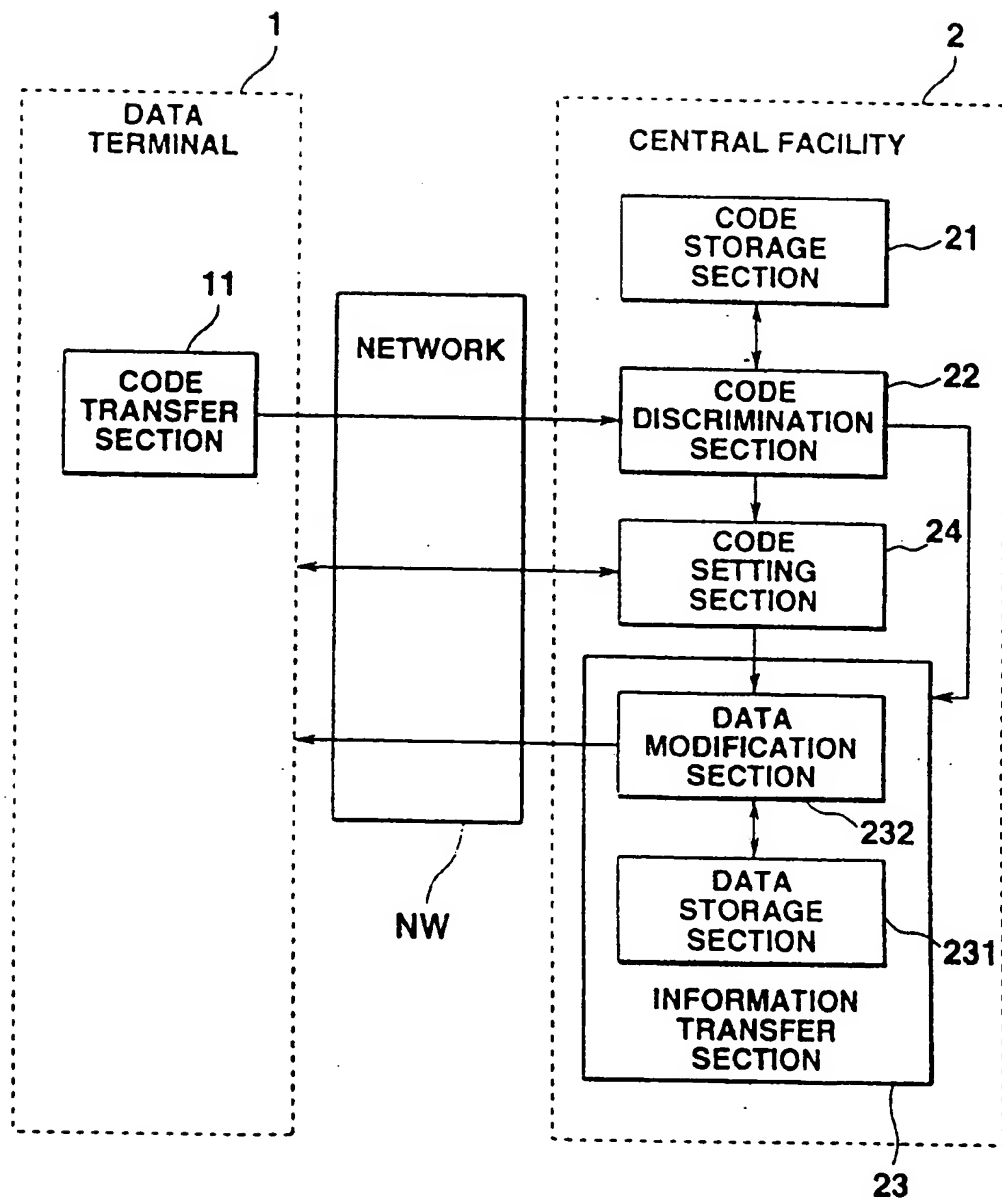 1
2
DATA
TERMINAL
CENTRAL FACILITY
CODE
STORAGE
SECTION
21
11
NETWORK
CODE
TRANSFER
SECTION
22
CODE
DISCRIMINATION
SECTION
24
CODE
SETTING
SECTION
DATA
MODIFICATION
SECTION
232
DATA
STORAGE
SECTION
231
NW
INFORMATION
TRANSFER
SECTION
23